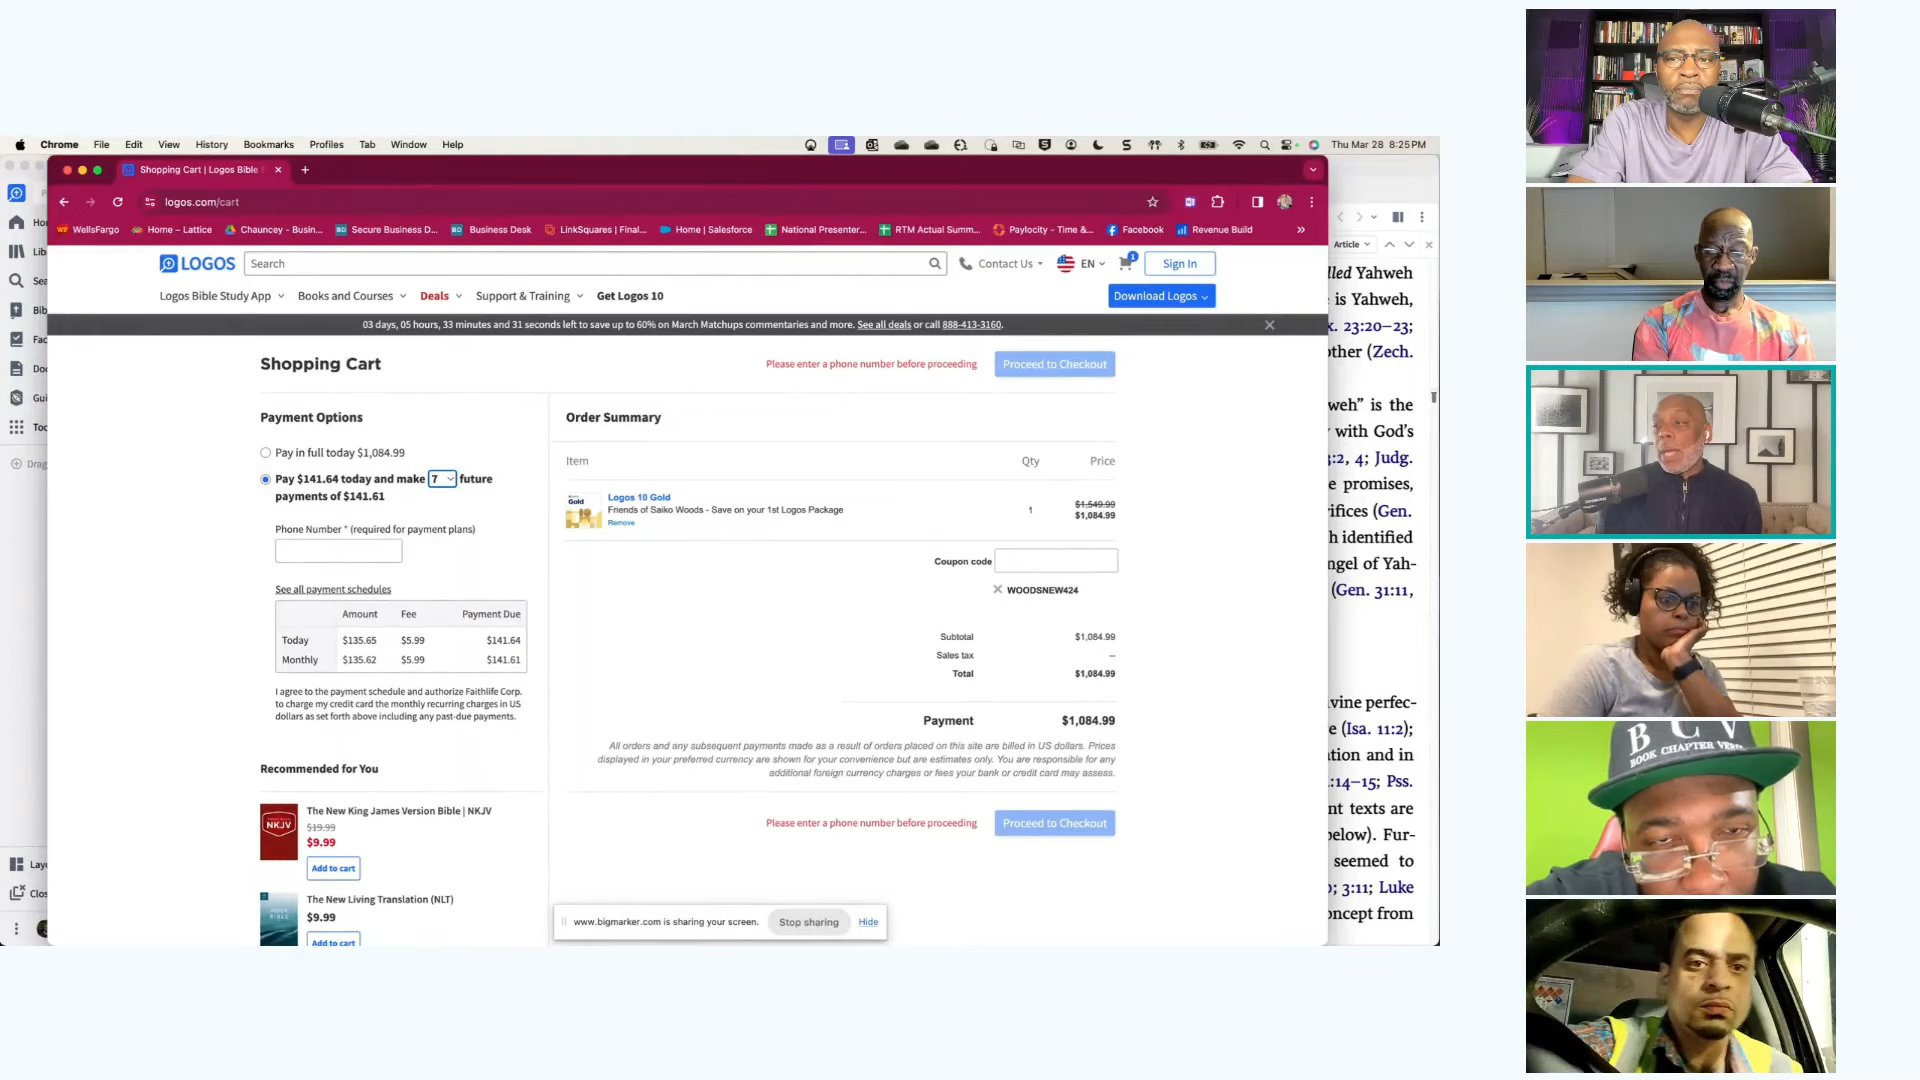 Chrome File Edit View History Bookmarks Profiles Tab Window Help Thu Mar 28 8:25 PM
Shopping Cart | Logos Bible
logos.com/cart
WellsFargo Home – Lattice Chauncey - Busin... Secure Business D... Business Desk LinkSquares | Final... Home | Salesforce National Presenter... RTM Actual Summ... Paylocity - Time &... Facebook Revenue Build »
LOGOS Search Contact Us EN 1 Sign In
Logos Bible Study App Books and Courses Deals Support & Training Get Logos 10 Download Logos
03 days, 05 hours, 33 minutes and 31 seconds left to save up to 60% on March Matchups commentaries and more. See all deals or call 888-413-3160.
Shopping Cart
Please enter a phone number before proceeding Proceed to Checkout
Payment Options
Pay in full today $1,084.99
Pay $141.64 today and make 7 future
payments of $141.61
Phone Number * (required for payment plans)
See all payment schedules
Amount Fee Payment Due
Today $135.65 $5.99 $141.64
Monthly $135.62 $5.99 $141.61
I agree to the payment schedule and authorize Faithlife Corp.
to charge my credit card the monthly recurring charges in US
dollars as set forth above including any past-due payments.
Recommended for You
The New King James Version Bible | NKJV
$19.99
$9.99
Add to cart
The New Living Translation (NLT)
$9.99
Add to cart
NKJV
Order Summary
Item Qty Price
Gold
Logos 10 Gold
Friends of Saiko Woods - Save on your 1st Logos Package
Remove
1
$1,549.99
$1,084.99
Coupon code
WOODSNEW424
Subtotal $1,084.99
Sales tax --
Total $1,084.99
Payment $1,084.99
All orders and any subsequent payments made as a result of orders placed on this site are billed in US dollars. Prices
displayed in your preferred currency are shown for your convenience but are estimates only. You are responsible for any
additional foreign currency charges or fees your bank or credit card may assess.
Please enter a phone number before proceeding Proceed to Checkout
www.bigmarker.com is sharing your screen. Stop sharing Hide
Ho
Lib
Sea
Bib
Fac
Do
Gui
Too
Drag
Lay
Clos
Article
lled Yahweh
is Yahweh,
x. 23:20–23;
ther (Zech.
weh” is the
with God’s
3:2, 4; Judg.
e promises,
ifices (Gen.
h identified
ngel of Yah-
(Gen. 31:11,
vine perfec-
e (Isa. 11:2);
tion and in
:14–15; Pss.
nt texts are
elow). Fur-
seemed to
; 3:11; Luke
oncept from
B C V
BOOK CHAPTER